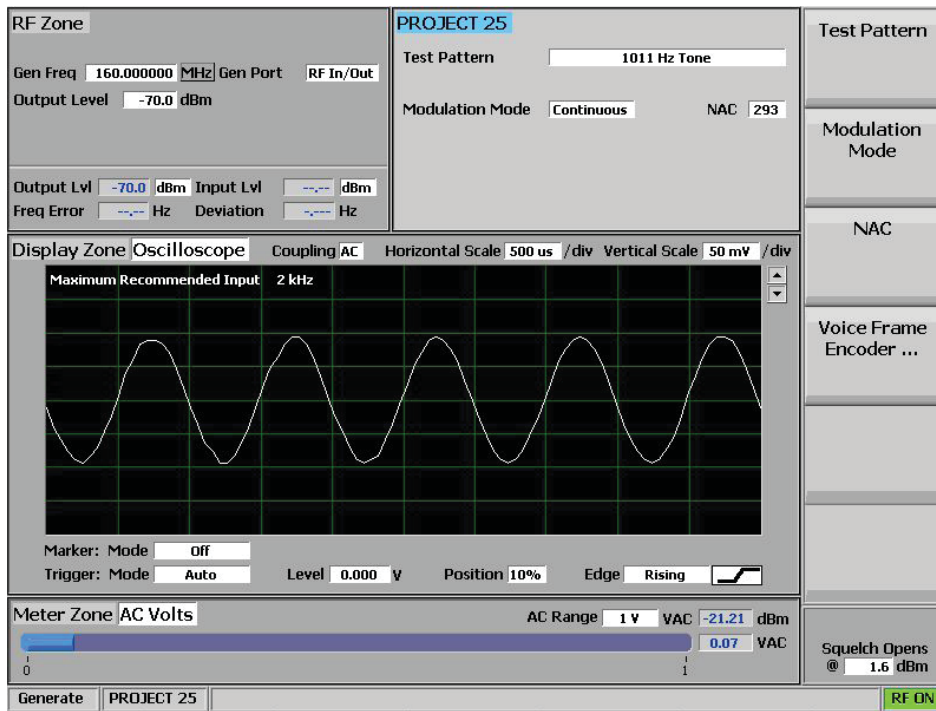 RF Zone
Gen Freq 160.000000 MHz Gen Port RF In/Out
Output Level -70.0 dBm
Output Lvl -70.0 dBm Input Lvl --.-- dBm
Freq Error --.-- Hz Deviation -.--- Hz
PROJECT 25
Test Pattern 1011 Hz Tone
Modulation Mode Continuous NAC 293
Display Zone Oscilloscope Coupling AC Horizontal Scale 500 us /div Vertical Scale 50 mV /div
Maximum Recommended Input 2 kHz
Marker: Mode Off
Trigger: Mode Auto Level 0.000 V Position 10% Edge Rising
Meter Zone AC Volts AC Range 1 V VAC -21.21 dBm
0.07 VAC
0 1
Generate PROJECT 25 RF ON
Test Pattern
Modulation
Mode
NAC
Voice Frame
Encoder ...
Squelch Opens
@ 1.6 dBm